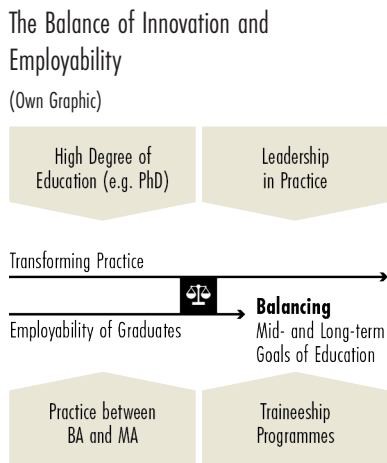 The Balance of Innovation and
Employability
(Own Graphic)
High Degree of
Education (e.g. PhD)
Leadership
in Practice
Transforming Practice
Employability of Graduates
Balancing
Mid- and Long-term
Goals of Education
Practice between
BA and MA
Traineeship
Programmes